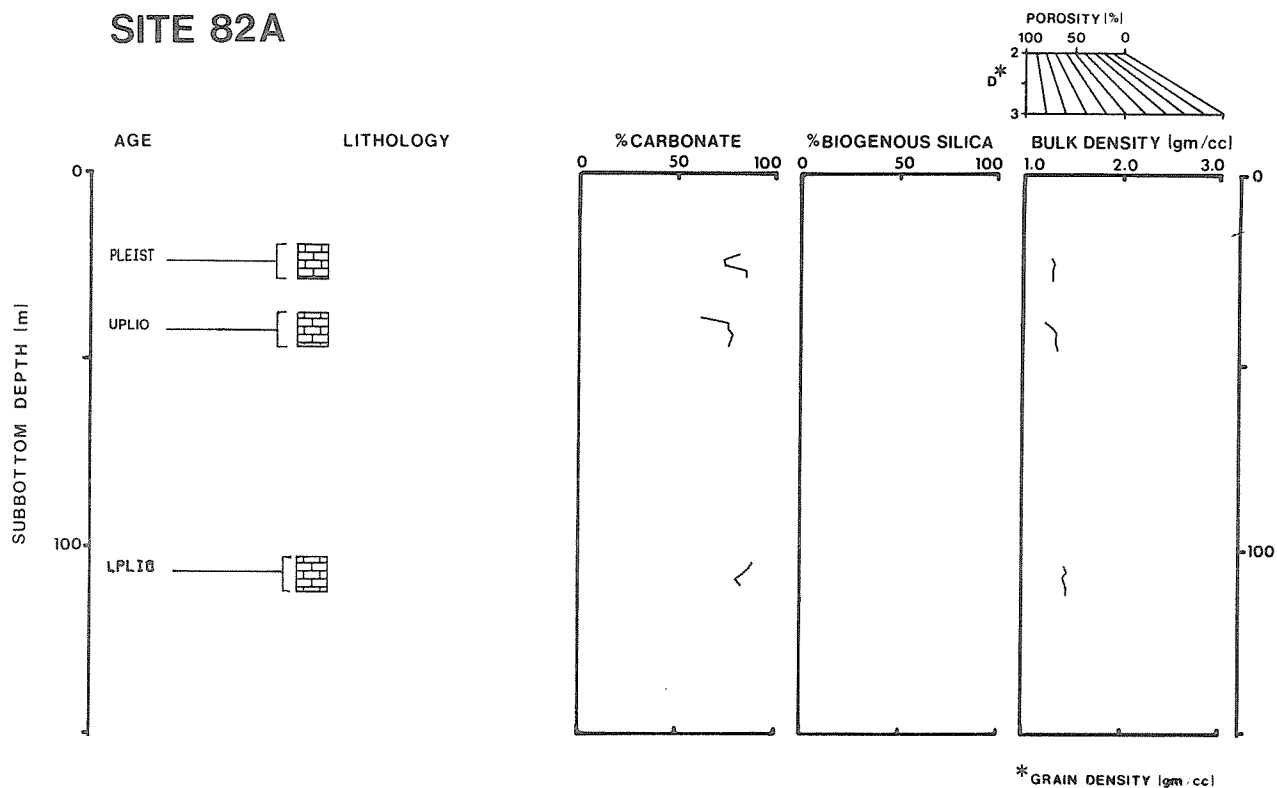 SITE 82A
POROSITY (%)
100 50 0
2
D*
3
AGE LITHOLOGY %CARBONATE %BIOGENOUS SILICA BULK DENSITY (gm/cc)
0 50 100 0 50 100 1.0 2.0 3.0
0 0
PLEIST
UPLIO
SUBBOTTOM DEPTH (m)
100 100
LPLIO
*GRAIN DENSITY (gm/cc)